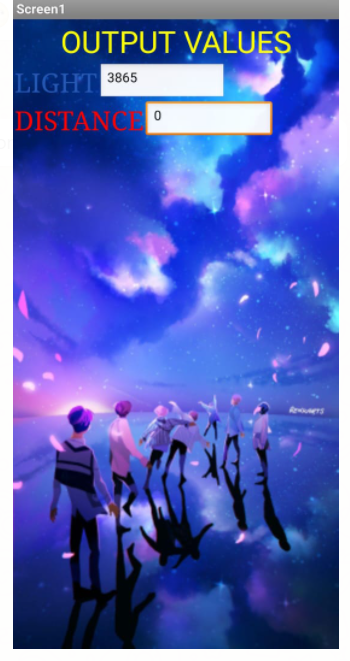 Screen1
OUTPUT VALUES
LIGHT 3865
DISTANCE 0